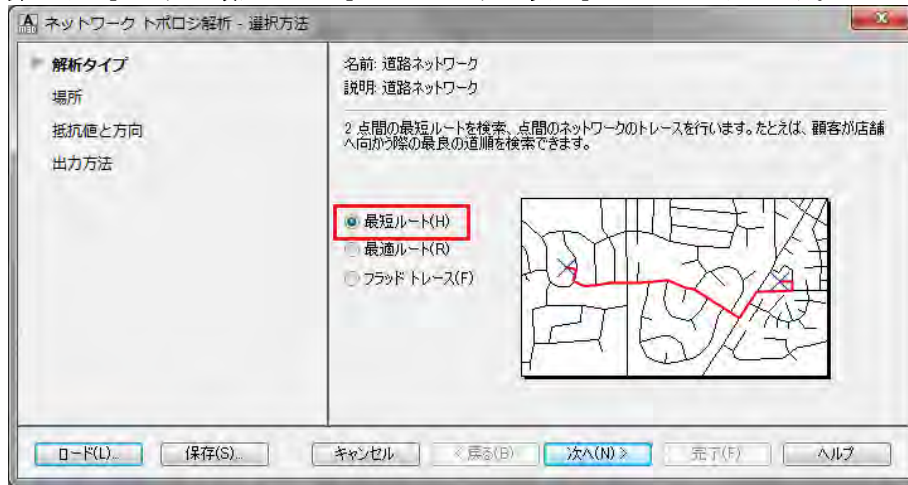 ネットワーク トポロジ解析 - 選択方法
解析タイプ
場所
抵抗値と方向
出力方法
名前: 道路ネットワーク
説明: 道路ネットワーク
2 点間の最短ルートを検索、点間のネットワークのトレースを行います。たとえば、顧客が店舗
へ向かう際の最良の道順を検索できます。
最短ルート(H)
最適ルート(R)
フラッド トレース(F)
ロード(L)...
保存(S)...
キャンセル
< 戻る(B)
次へ(N) >
完了(F)
ヘルプ